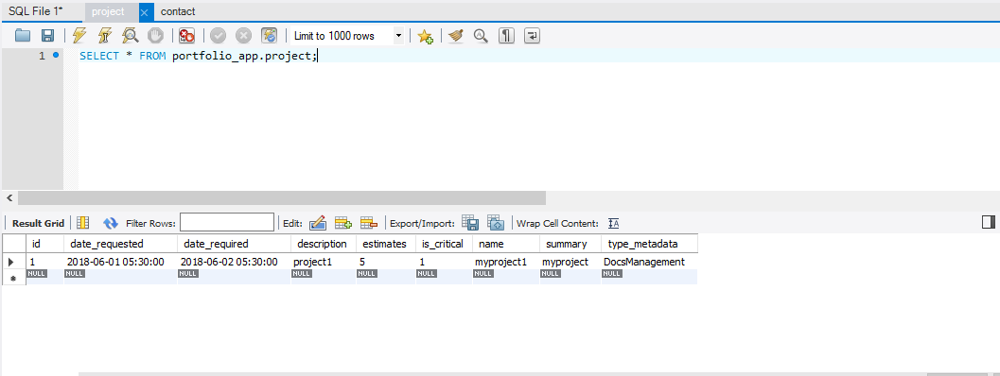 SQL File 1* project contact
Limit to 1000 rows
1 SELECT * FROM portfolio_app.project;
Result Grid Filter Rows: Edit: Export/Import: Wrap Cell Content: IA
id date_requested date_required description estimates is_critical name summary type_metadata
1 2018-06-01 05:30:00 2018-06-02 05:30:00 project1 5 1 myproject1 myproject DocsManagement
NULL NULL NULL NULL NULL NULL NULL NULL NULL